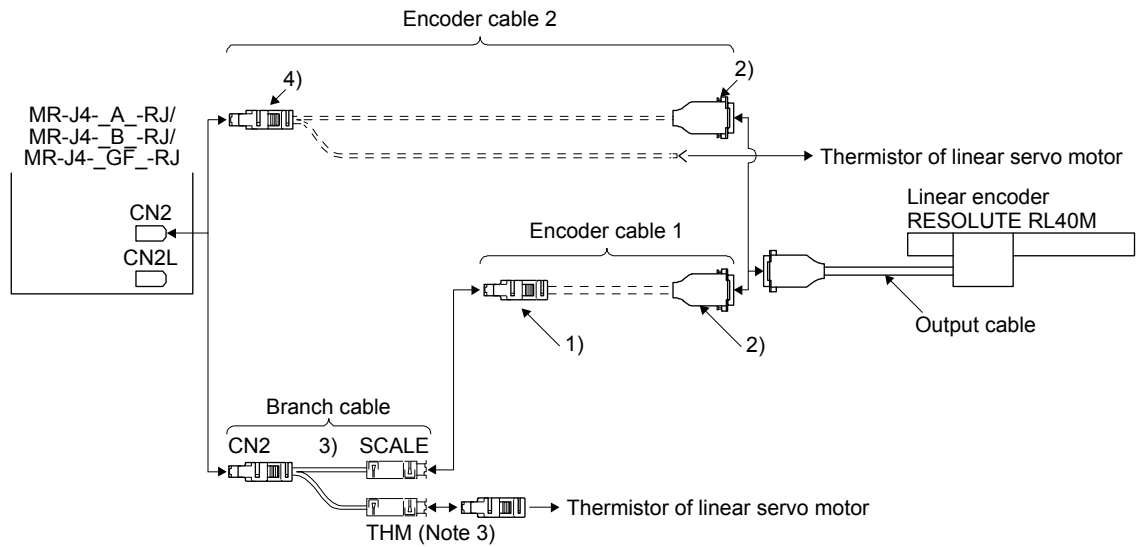 Encoder cable 2
4)
2)
MR-J4-_A_-RJ/
MR-J4-_B_-RJ/
MR-J4-_GF_-RJ
Thermistor of linear servo motor
CN2
CN2L
Linear encoder
RESOLUTE RL40M
Encoder cable 1
Output cable
1)
2)
Branch cable
CN2
3)
SCALE
Thermistor of linear servo motor
THM (Note 3)